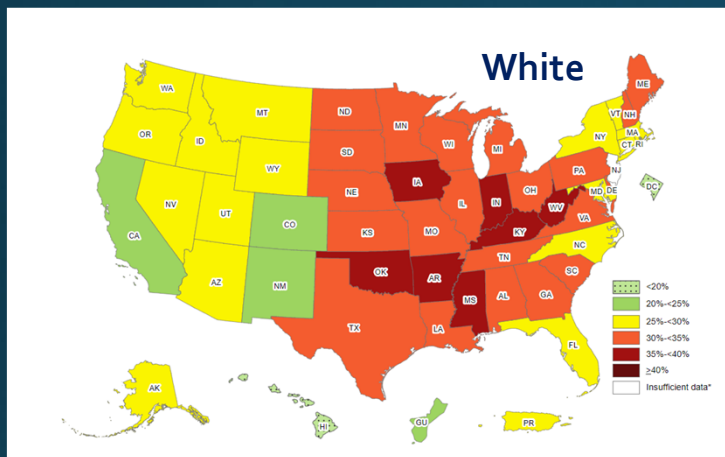 White
WA
MT
ND
MN
ME
VT
NH
OR
ID
SD
WI
MI
NY
MA
CT
RI
WY
NE
IA
PA
NJ
NV
UT
CO
IL
IN
OH
MD
DE
DC
CA
KS
MO
WV
VA
KY
NC
AZ
NM
OK
AR
TN
SC
TX
LA
MS
AL
GA
FL
AK
HI
GU
PR
<20%
20%-<25%
25%-<30%
30%-<35%
35%-<40%
≥40%
Insufficient data*